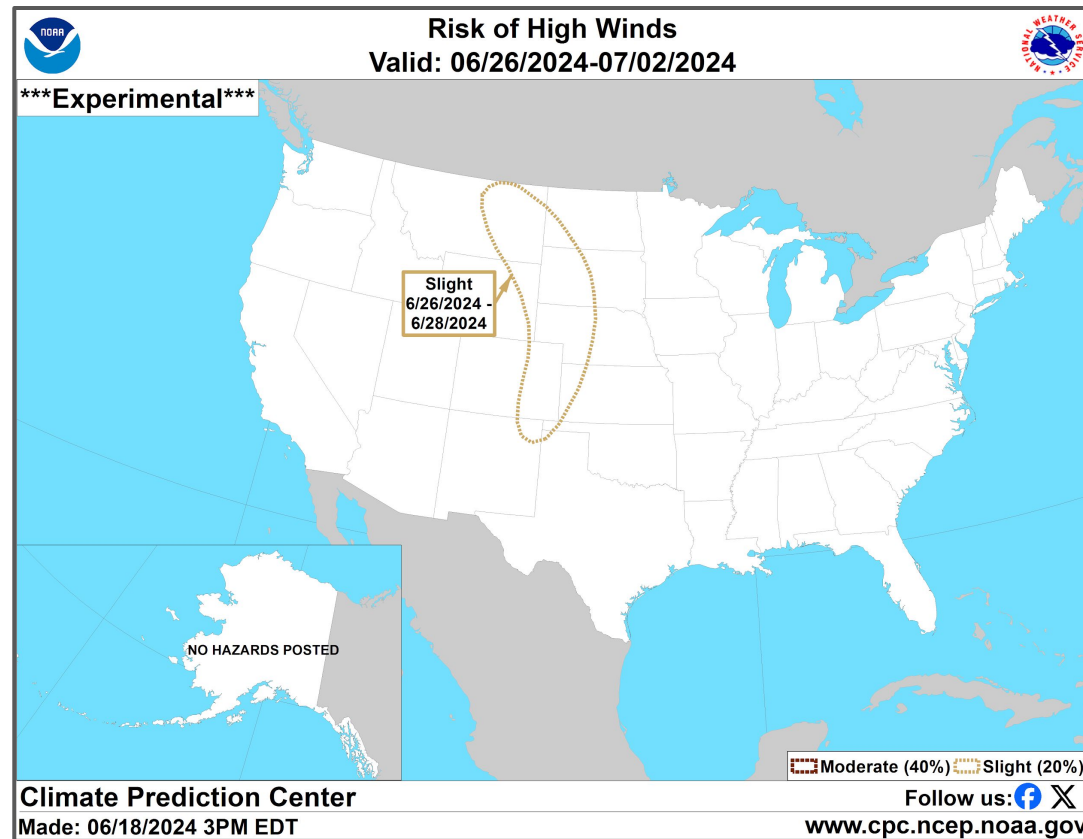 NOAA
Risk of High Winds
Valid: 06/26/2024-07/02/2024
NATIONAL WEATHER SERVICE
***Experimental***
Slight
6/26/2024 -
6/28/2024
NO HAZARDS POSTED
Moderate (40%) Slight (20%)
Climate Prediction Center
Follow us:
Made: 06/18/2024 3PM EDT
www.cpc.ncep.noaa.gov